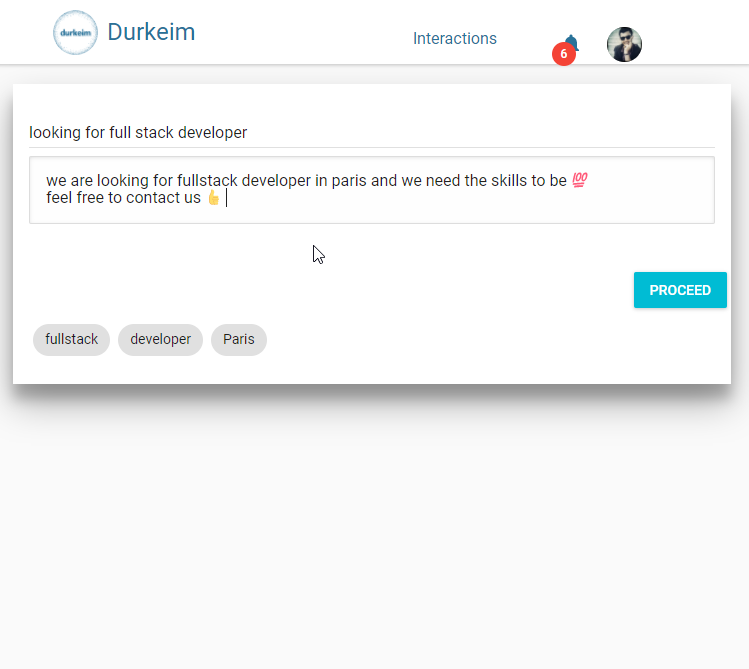 durkeim
Durkeim
Interactions
6
looking for full stack developer
we are looking for fullstack developer in paris and we need the skills to be 💯
feel free to contact us 👍
PROCEED
fullstack
developer
Paris